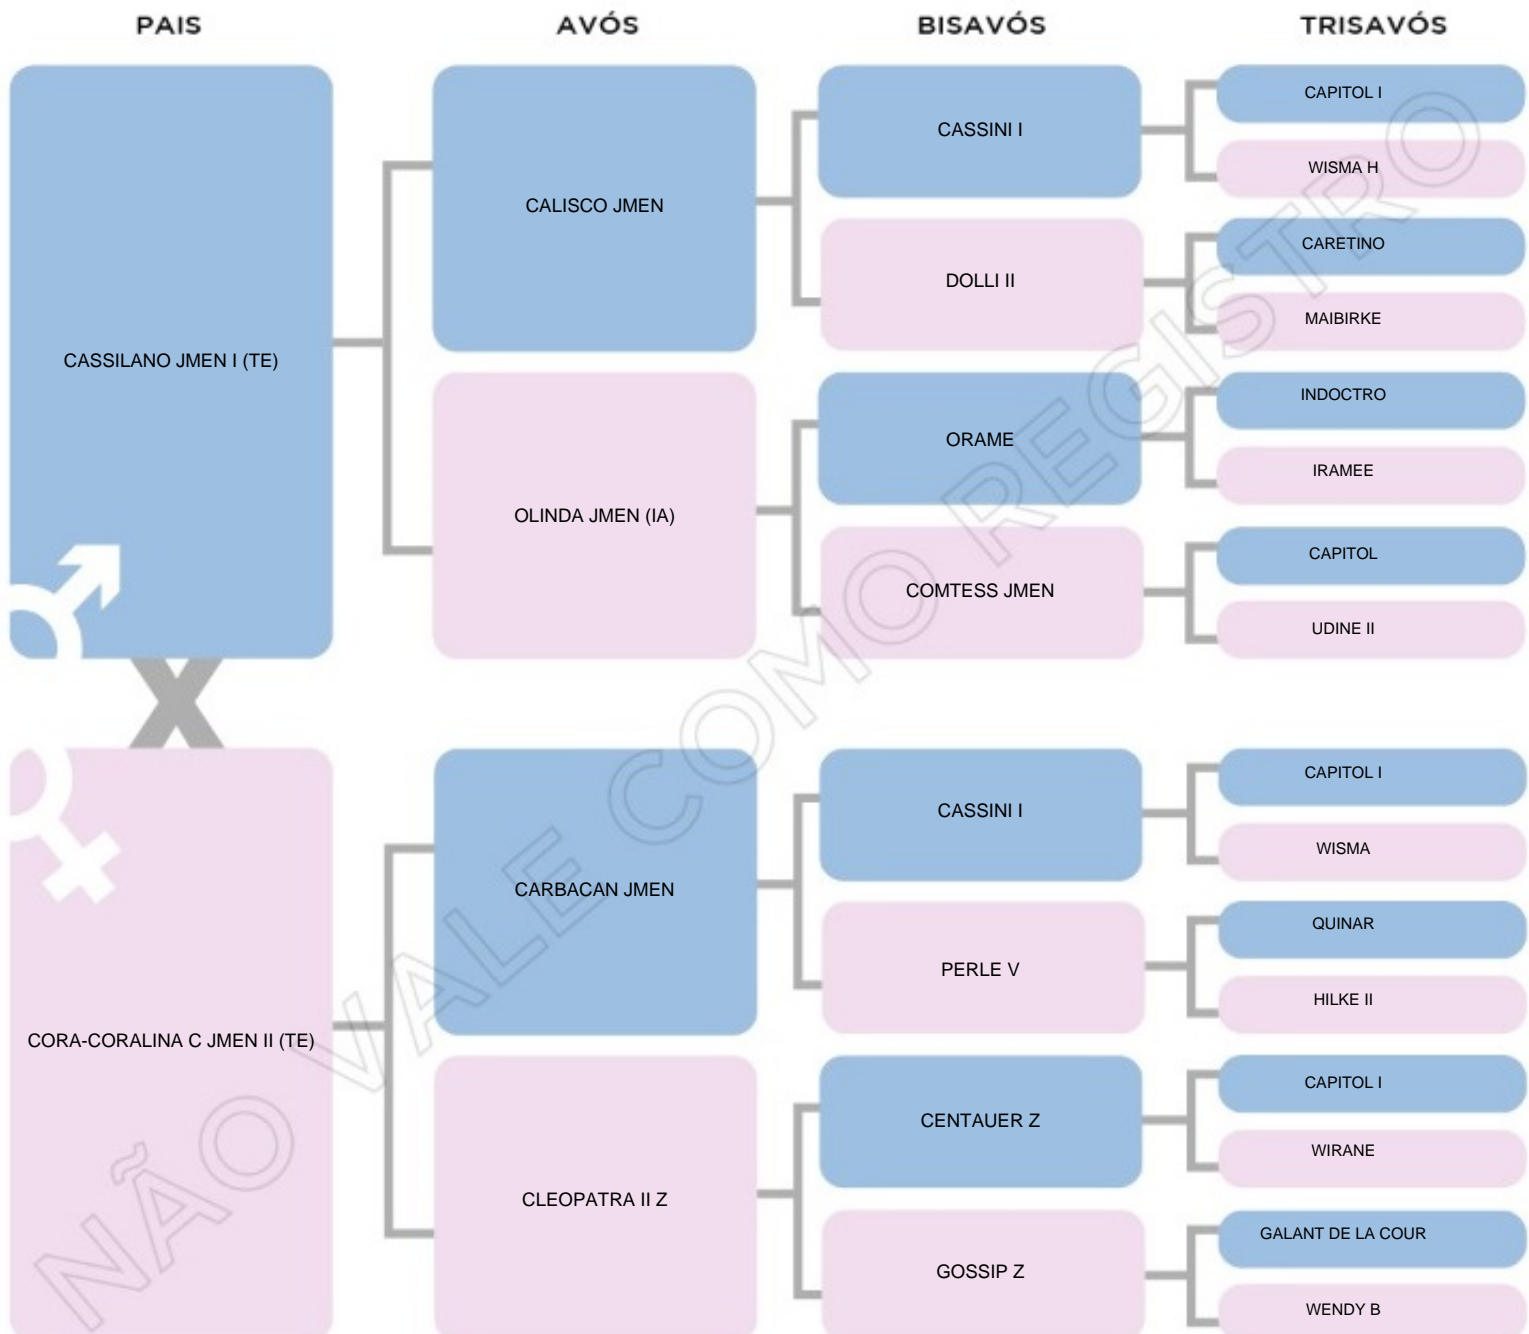 PAIS AVÓS BISAVÓS TRISAVÓS
CAPITOL I
CASSINI I
WISMA H
CALISCO JMEN
CARETINO
DOLLI II
MAIBIRKE
CASSILANO JMEN I (TE)
INDOCTRO
ORAME
IRAMEE
OLINDA JMEN (IA)
CAPITOL
COMTESS JMEN
UDINE II
X
CAPITOL I
CASSINI I
WISMA
CARBACAN JMEN
QUINAR
PERLE V
HILKE II
CORA-CORALINA C JMEN II (TE)
CAPITOL I
CENTAUER Z
WIRANE
CLEOPATRA II Z
GALANT DE LA COUR
GOSSIP Z
WENDY B
NÃO VALE COMO REGISTRO